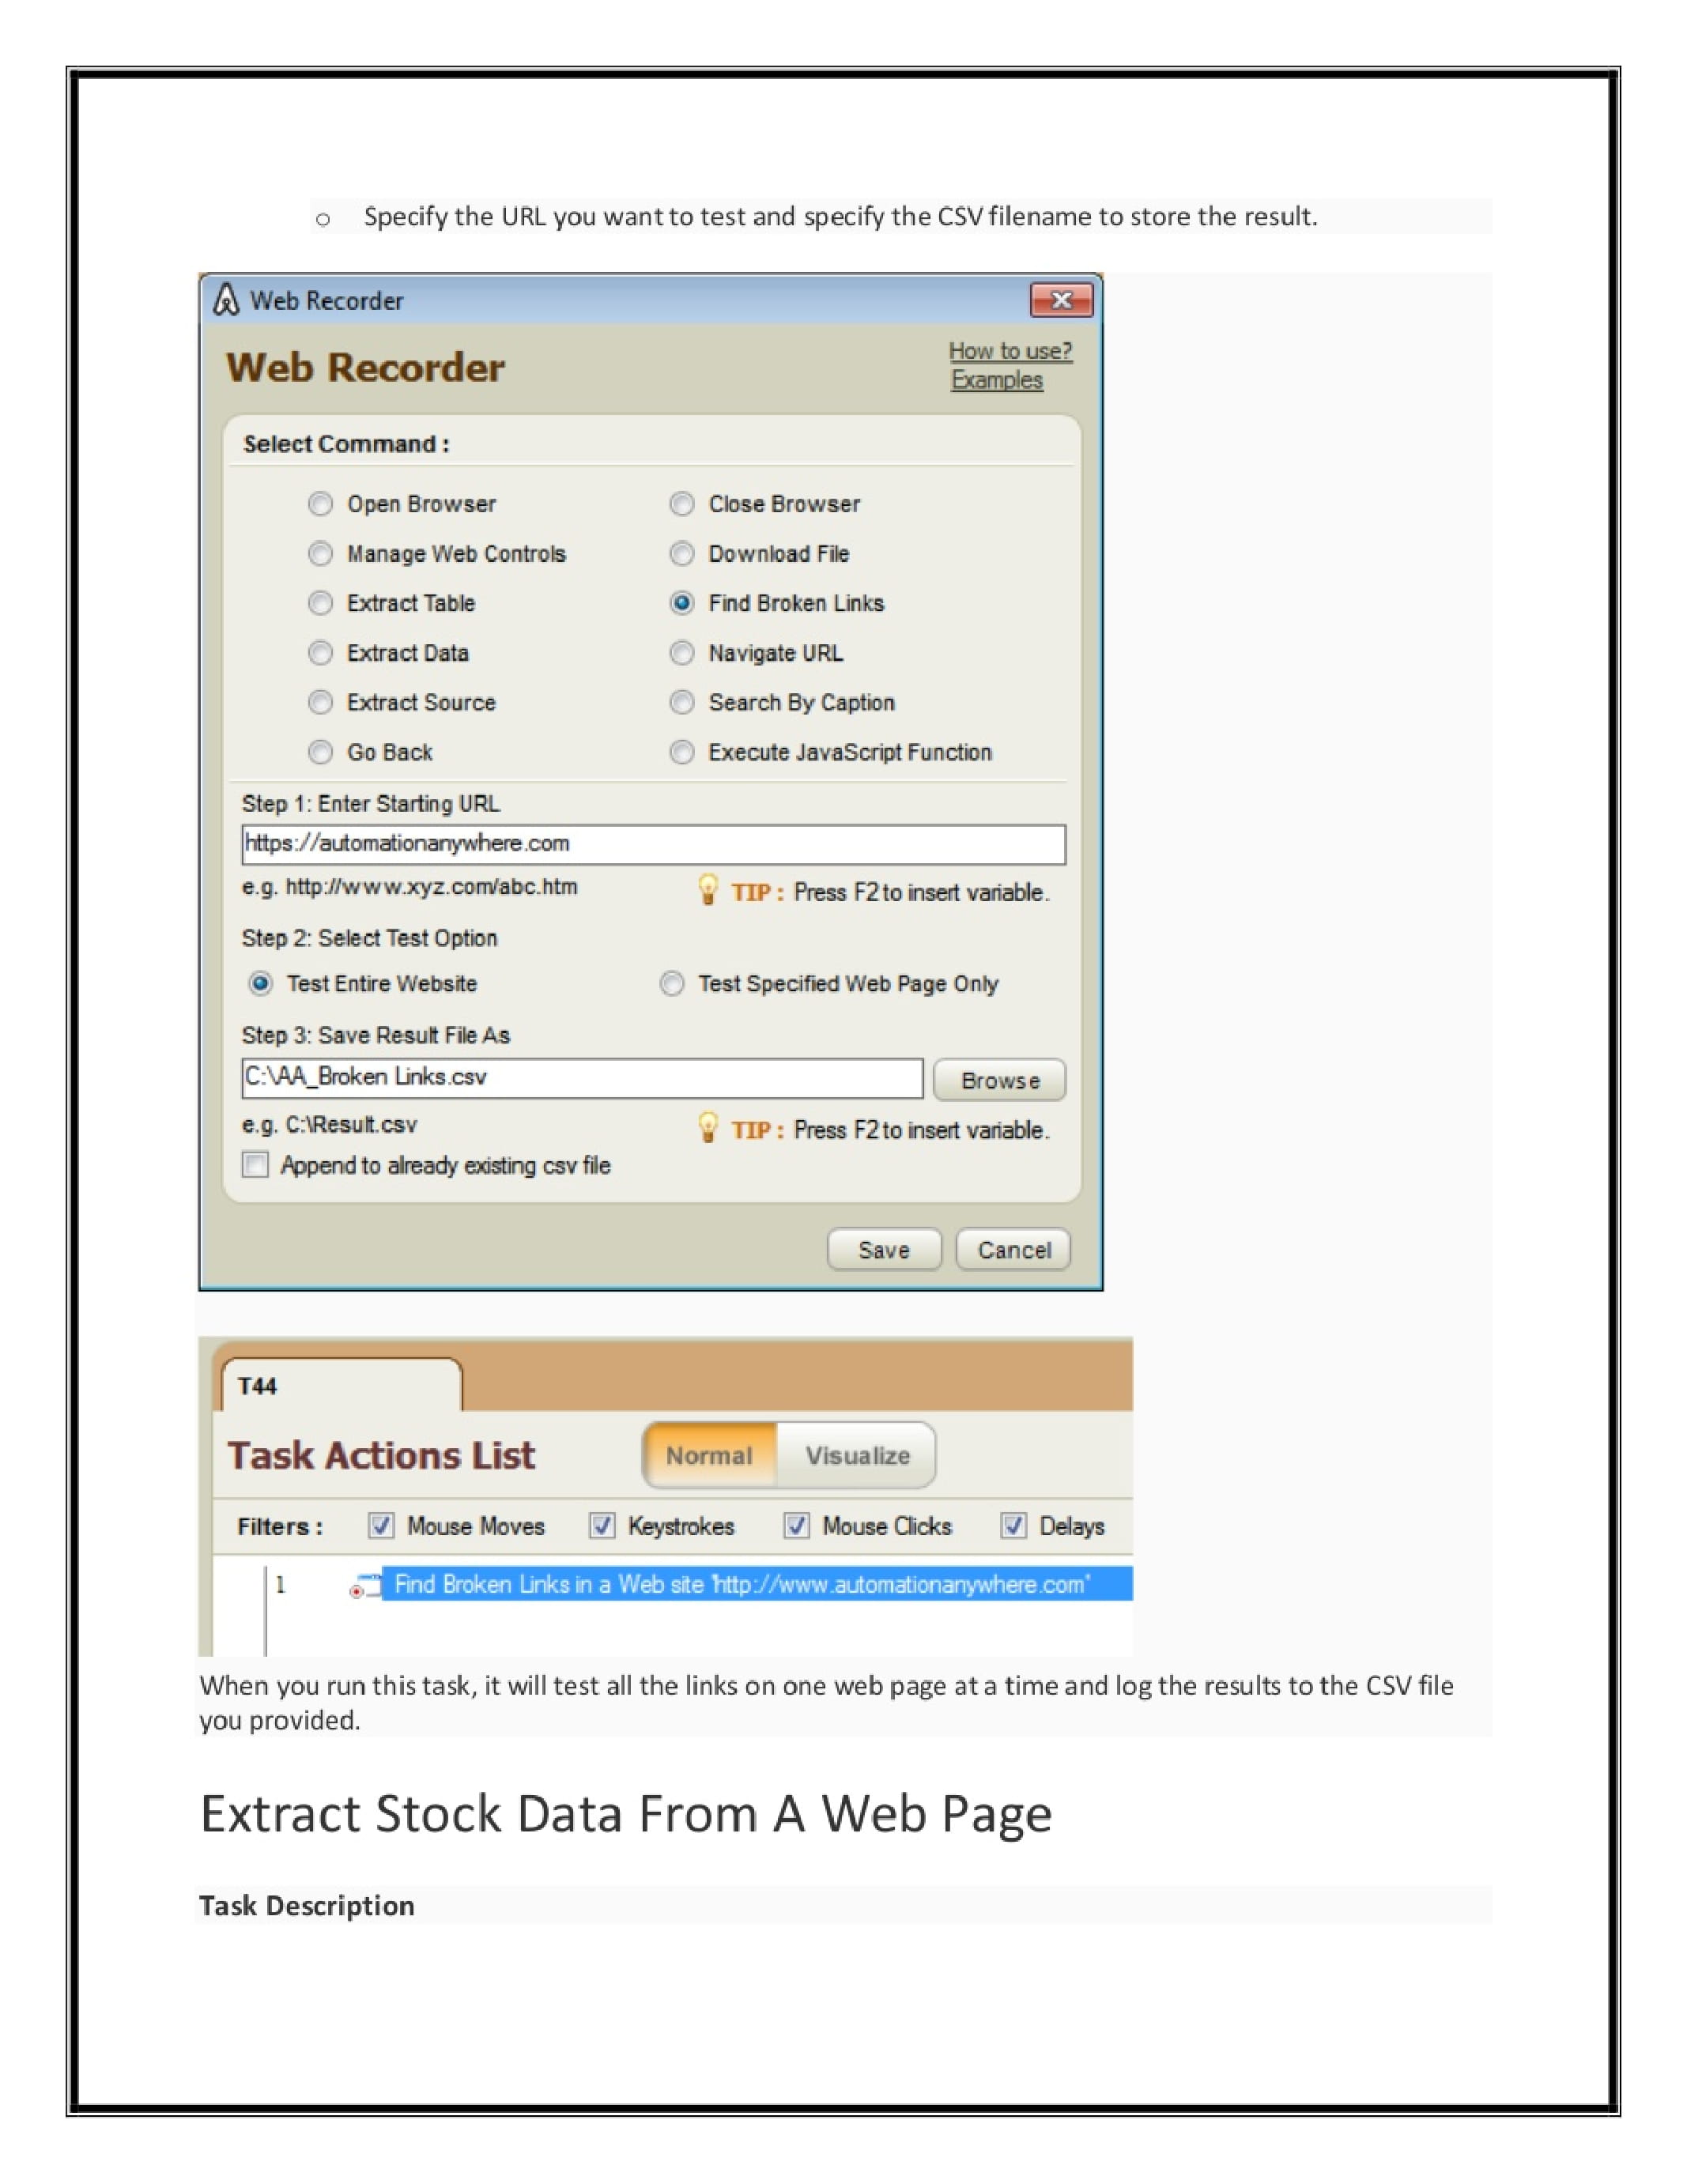 o Specify the URL you want to test and specify the CSV filename to store the result.
Web Recorder
Web Recorder
How to use?
Examples
Select Command :
Open Browser
Close Browser
Manage Web Controls
Download File
Extract Table
Find Broken Links
Extract Data
Navigate URL
Extract Source
Search By Caption
Go Back
Execute JavaScript Function
Step 1: Enter Starting URL
https://automationanywhere.com
e.g. http://www.xyz.com/abc.htm
TIP : Press F2 to insert variable.
Step 2: Select Test Option
Test Entire Website
Test Specified Web Page Only
Step 3: Save Result File As
C:\AA_Broken Links.csv
Browse
e.g. C:\Result.csv
TIP : Press F2 to insert variable.
Append to already existing csv file
Save
Cancel
T44
Task Actions List
Normal
Visualize
Filters : Mouse Moves Keystrokes Mouse Clicks Delays
1 Find Broken Links in a Web site 'http://www.automationanywhere.com'
When you run this task, it will test all the links on one web page at a time and log the results to the CSV file
you provided.
Extract Stock Data From A Web Page
Task Description